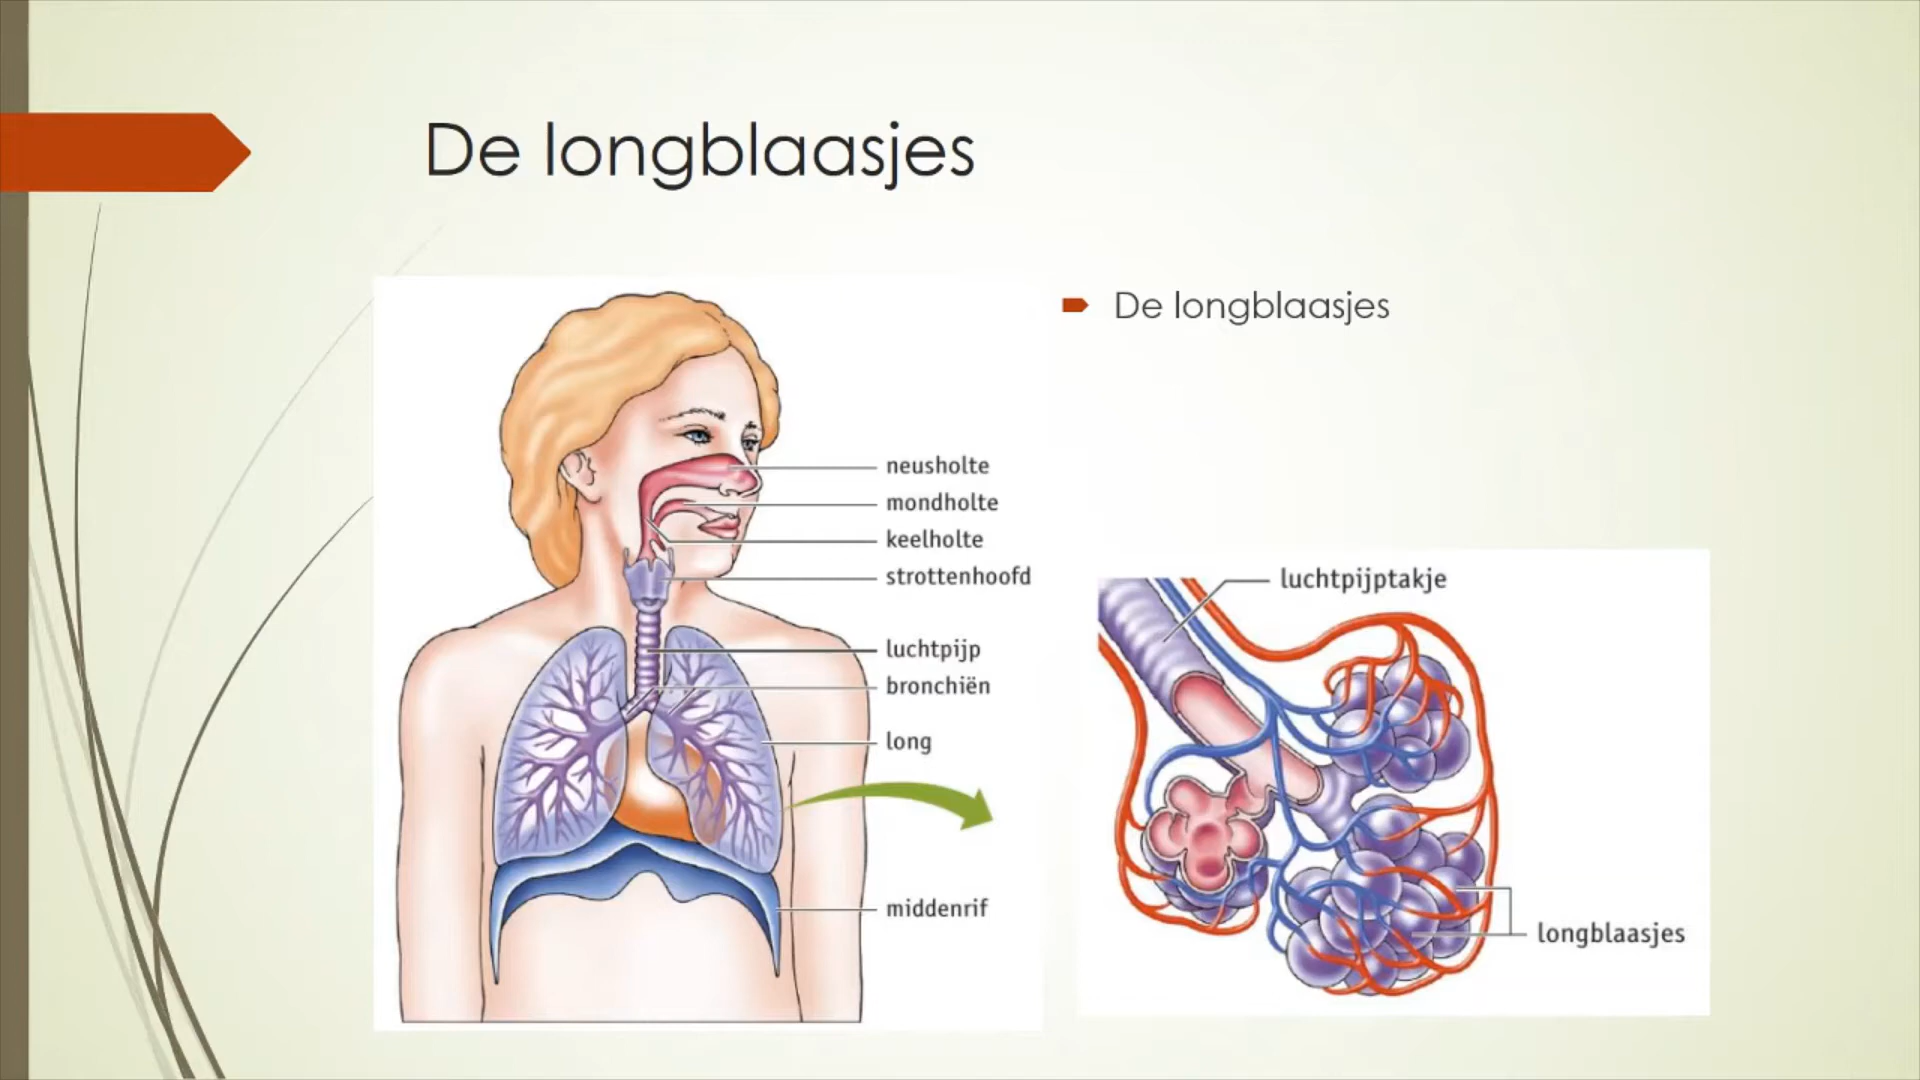 De longblaasjes
De longblaasjes
neusholte
mondholte
keelholte
strottenhoofd
luchtpijp
bronchiën
long
middenrif
luchtpijptakje
longblaasjes